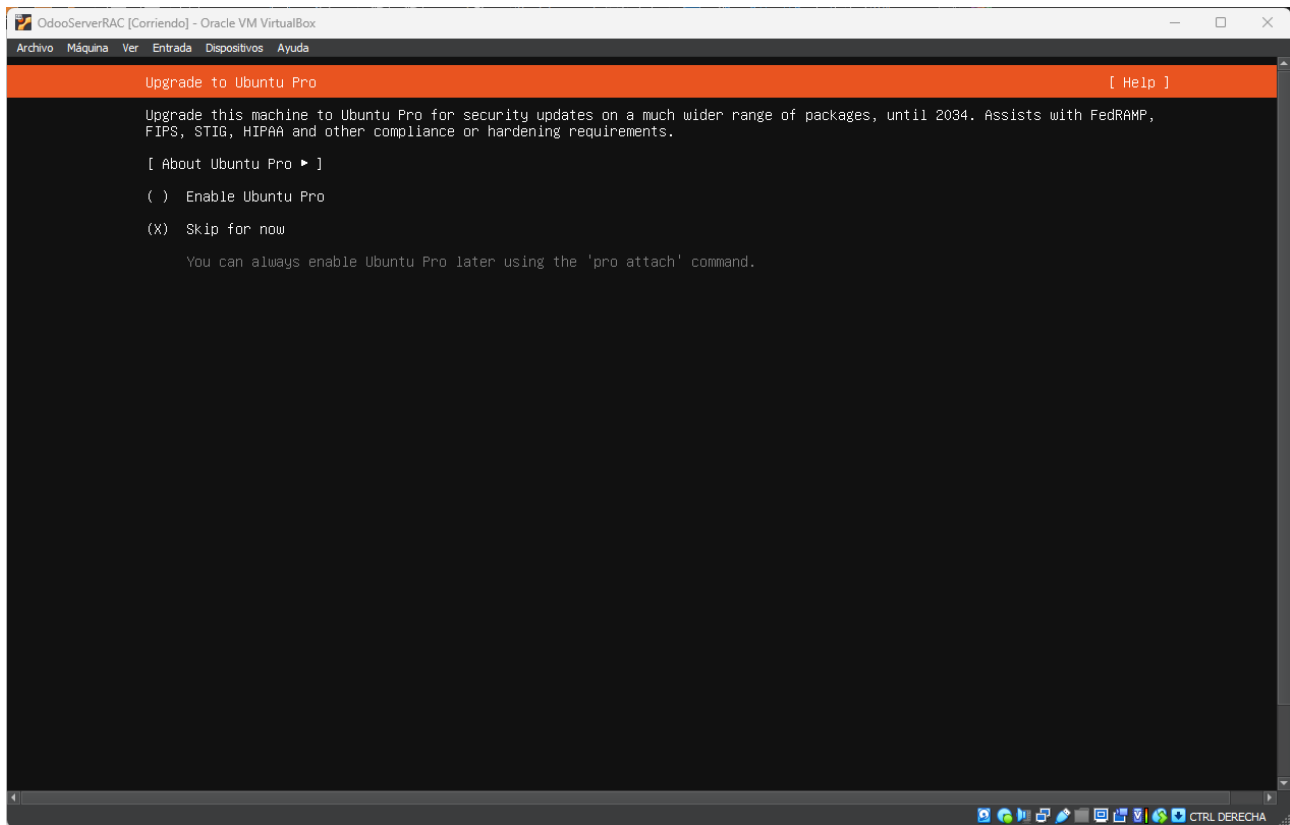 OdooServerRAC [Corriendo] - Oracle VM VirtualBox
Archivo Máquina Ver Entrada Dispositivos Ayuda
Upgrade to Ubuntu Pro [ Help ]
Upgrade this machine to Ubuntu Pro for security updates on a much wider range of packages, until 2034. Assists with FedRAMP,
FIPS, STIG, HIPAA and other compliance or hardening requirements.
[ About Ubuntu Pro ▸ ]
( ) Enable Ubuntu Pro
(X) Skip for now
You can always enable Ubuntu Pro later using the 'pro attach' command.
CTRL DERECHA